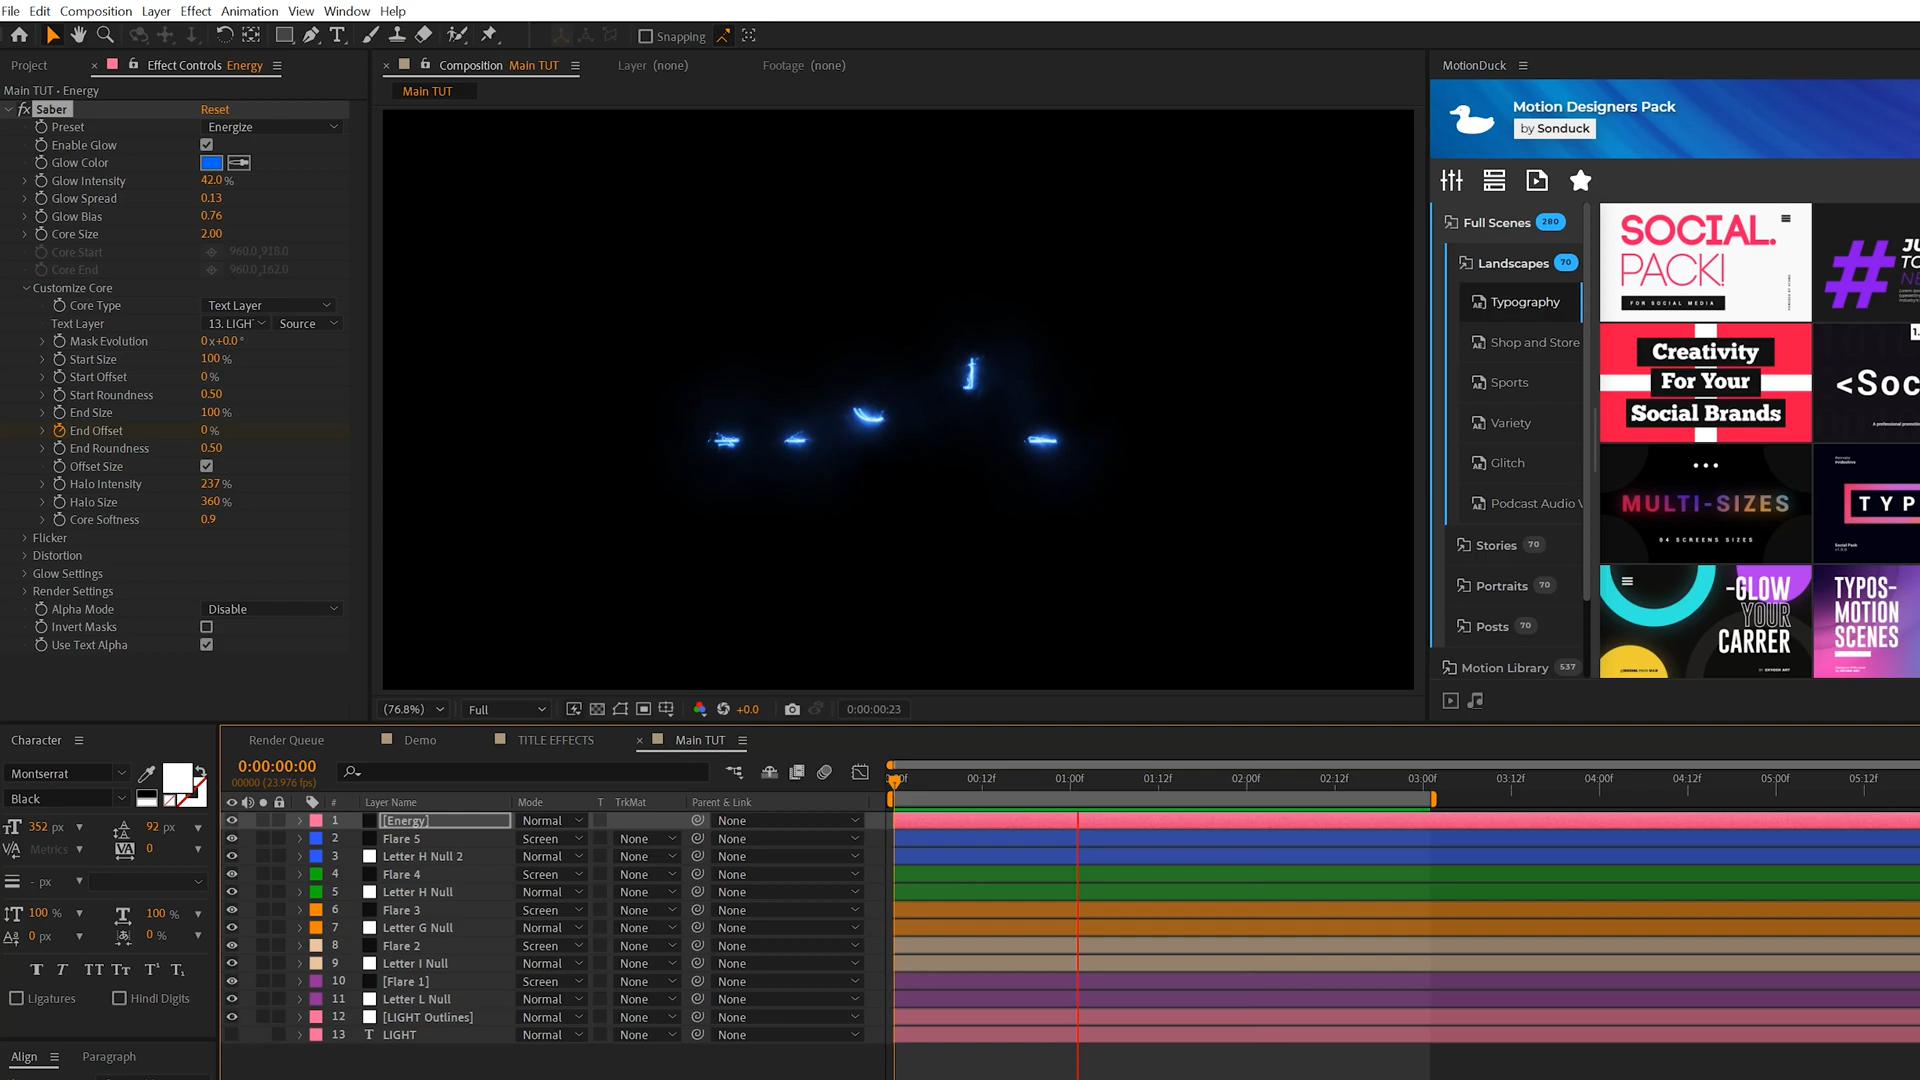 File Edit Composition Layer Effect Animation View Window Help
Snapping
Project
Effect Controls Energy
Composition Main TUT
Layer (none)
Footage (none)
Main TUT
MotionDuck
Main TUT • Energy
fx Saber Reset
Preset Energize
Enable Glow
Glow Color
Glow Intensity 42.0 %
Glow Spread 0.13
Glow Bias 0.76
Core Size 2.00
Core Start 960.0,918.0
Core End 960.0,162.0
Customize Core
Core Type Text Layer
Text Layer 13. LIGH Source
Mask Evolution 0 x+0.0 °
Start Size 100 %
Start Offset 0 %
Start Roundness 0.50
End Size 100 %
End Offset 0 %
End Roundness 0.50
Offset Size
Halo Intensity 237 %
Halo Size 360 %
Core Softness 0.9
Flicker
Distortion
Glow Settings
Render Settings
Alpha Mode Disable
Invert Masks
Use Text Alpha
(76.8%) Full +0.0 0:00:00:23
Motion Designers Pack
by Sonduck
Full Scenes 280
Landscapes 70
Typography
Shop and Store
Sports
Variety
Glitch
Podcast Audio V
Stories 70
Portraits 70
Posts 70
Motion Library 537
SOCIAL.
PACK!
FOR SOCIAL MEDIA
#
JU
TO
NE
Creativity
For Your
Social Brands
1.
<Soc
MULTI-SIZES
04 SCREENS SIZES
TYP
-GLOW
YOUR
CARRER
TYPOS-
MOTION
SCENES
Character
Montserrat
Black
352 px 92 px
Metrics 0
- px
100 % 100 %
0 px 0 %
T T TT Tт T¹ T₁
Ligatures Hindi Digits
Align Paragraph
Render Queue Demo TITLE EFFECTS Main TUT
0:00:00:00
00000 (23.976 fps)
00f 00:12f 01:00f 01:12f 02:00f 02:12f 03:00f 03:12f 04:00f 04:12f 05:00f 05:12f
# Layer Name Mode T TrkMat Parent & Link
1 [Energy] Normal None
2 Flare 5 Screen None None
3 Letter H Null 2 Normal None None
4 Flare 4 Screen None None
5 Letter H Null Normal None None
6 Flare 3 Screen None None
7 Letter G Null Normal None None
8 Flare 2 Screen None None
9 Letter I Null Normal None None
10 [Flare 1] Screen None None
11 Letter L Null Normal None None
12 [LIGHT Outlines] Normal None None
13 T LIGHT Normal None None